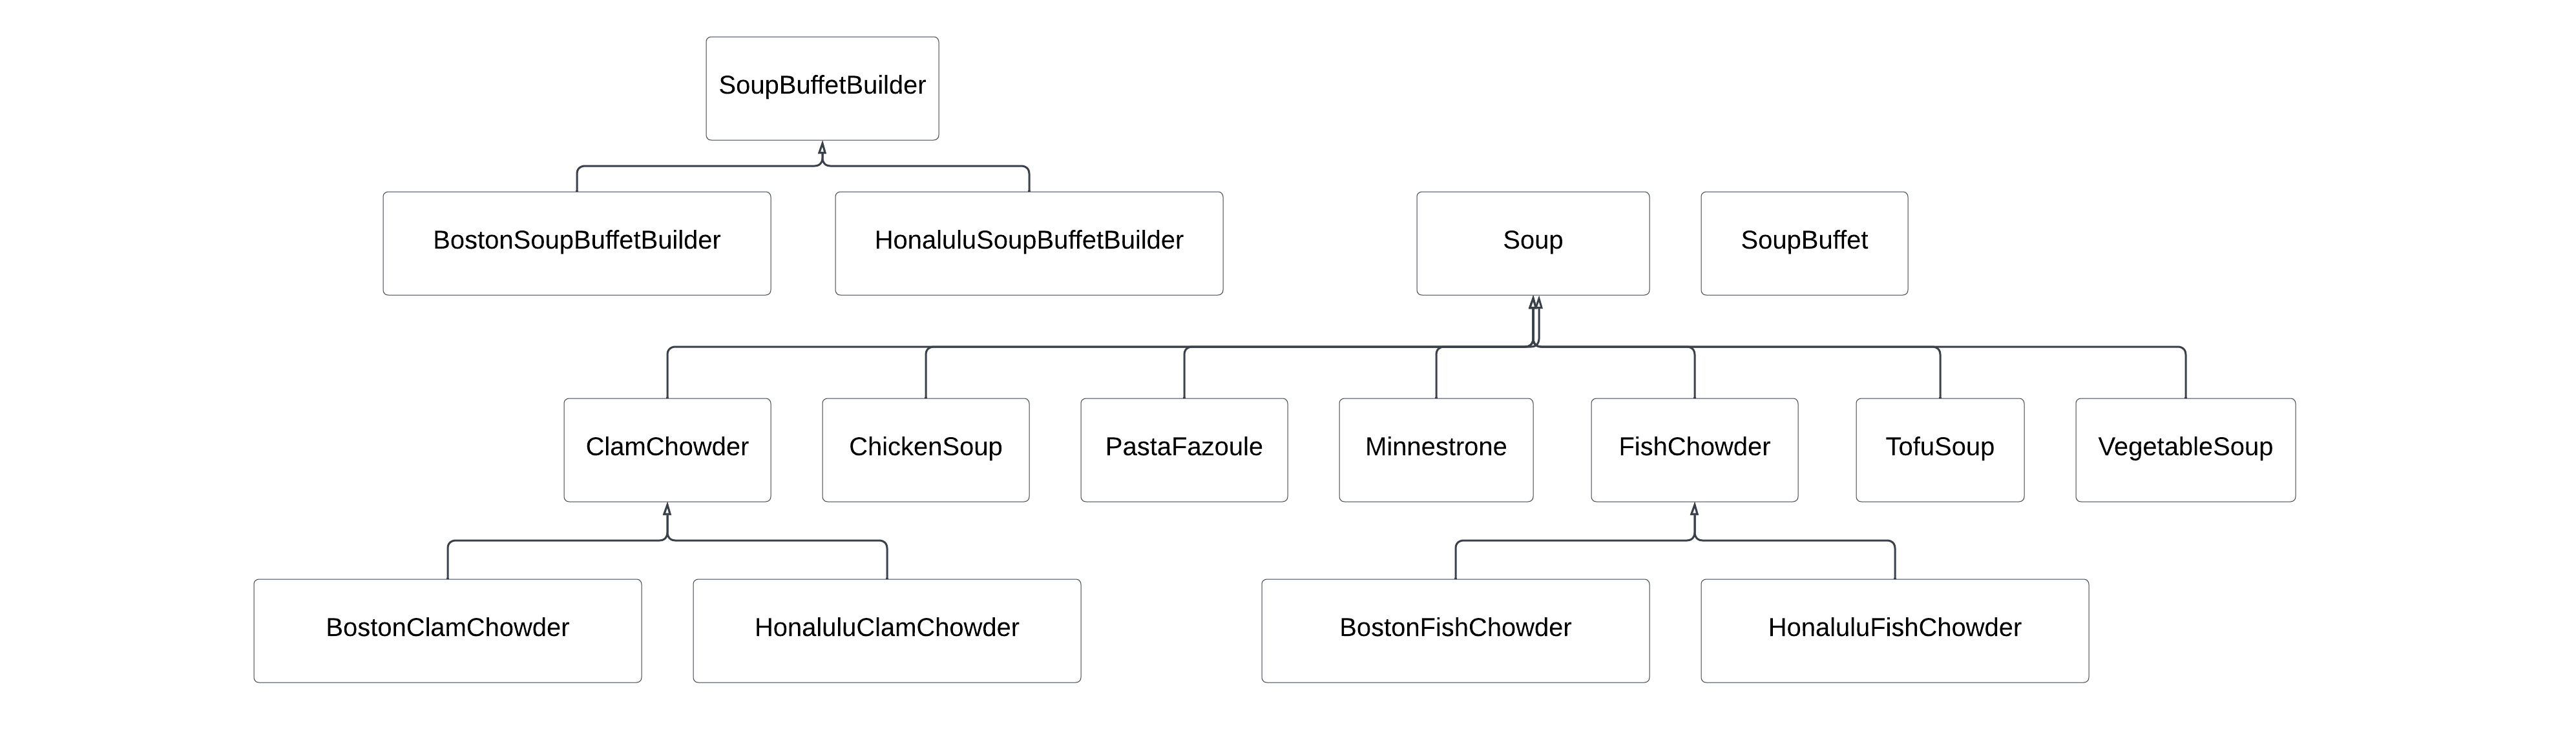 SoupBuffetBuilder
BostonSoupBuffetBuilder
HonaluluSoupBuffetBuilder
Soup
SoupBuffet
ClamChowder
ChickenSoup
PastaFazoule
Minnestrone
FishChowder
TofuSoup
VegetableSoup
BostonClamChowder
HonaluluClamChowder
BostonFishChowder
HonaluluFishChowder